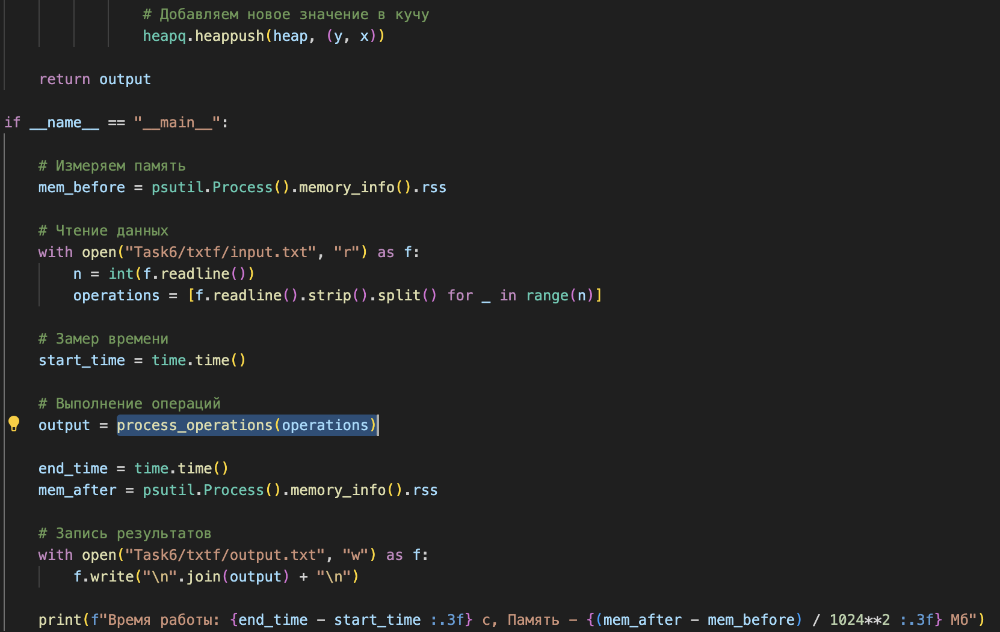 # Добавляем новое значение в кучу
heapq.heappush(heap, (y, x))
return output
if __name__ == "__main__":
# Измеряем память
mem_before = psutil.Process().memory_info().rss
# Чтение данных
with open("Task6/txtf/input.txt", "r") as f:
n = int(f.readline())
operations = [f.readline().strip().split() for _ in range(n)]
# Замер времени
start_time = time.time()
# Выполнение операций
output = process_operations(operations)
end_time = time.time()
mem_after = psutil.Process().memory_info().rss
# Запись результатов
with open("Task6/txtf/output.txt", "w") as f:
f.write("\n".join(output) + "\n")
print(f"Время работы: {end_time - start_time :.3f} с, Память - {(mem_after - mem_before) / 1024**2 :.3f} Мб")